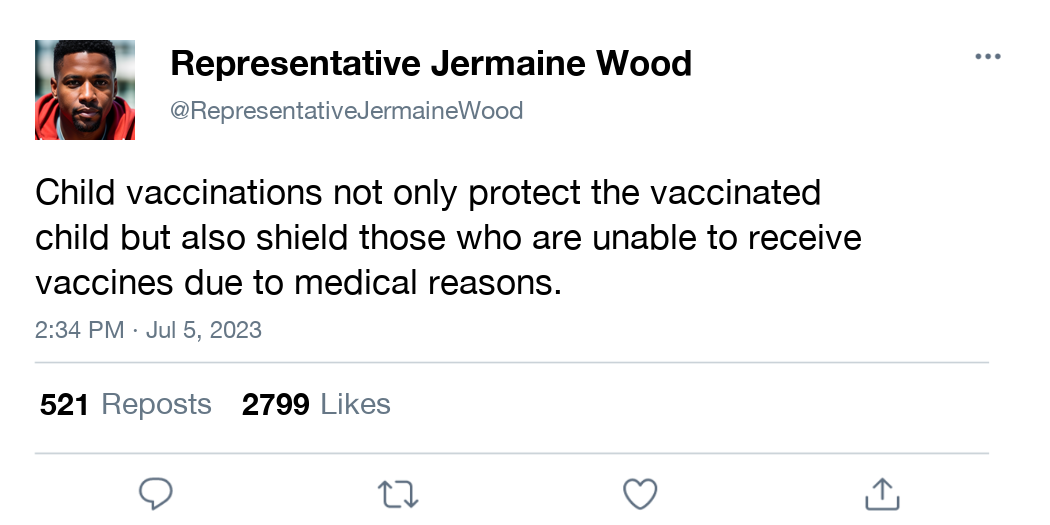 Representative Jermaine Wood
@RepresentativeJermaineWood
Child vaccinations not only protect the vaccinated
child but also shield those who are unable to receive
vaccines due to medical reasons.
2:34 PM · Jul 5, 2023
521 Reposts 2799 Likes